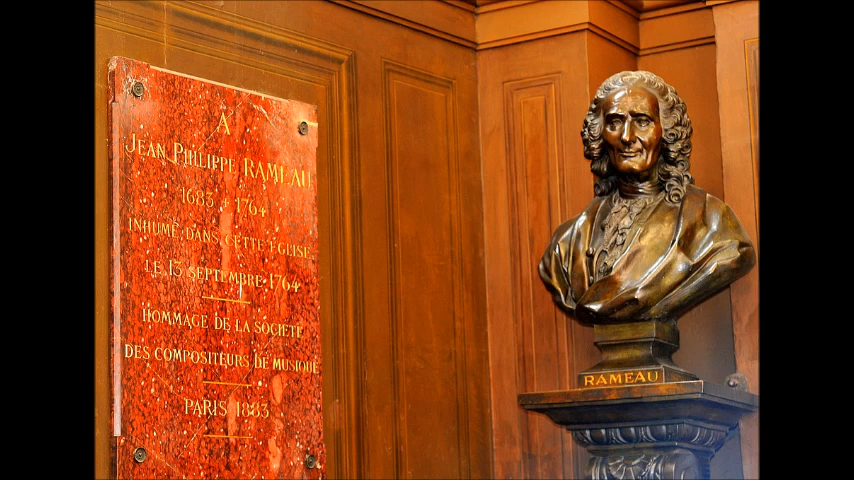 A
JEAN PHILIPPE RAMEAU
1683 + 1764
INHUMÉ DANS CETTE ÉGLISE
LE 13 SEPTEMBRE 1764
HOMMAGE DE LA SOCIÉTÉ
DES COMPOSITEURS DE MUSIQUE
PARIS 1883
RAMEAU